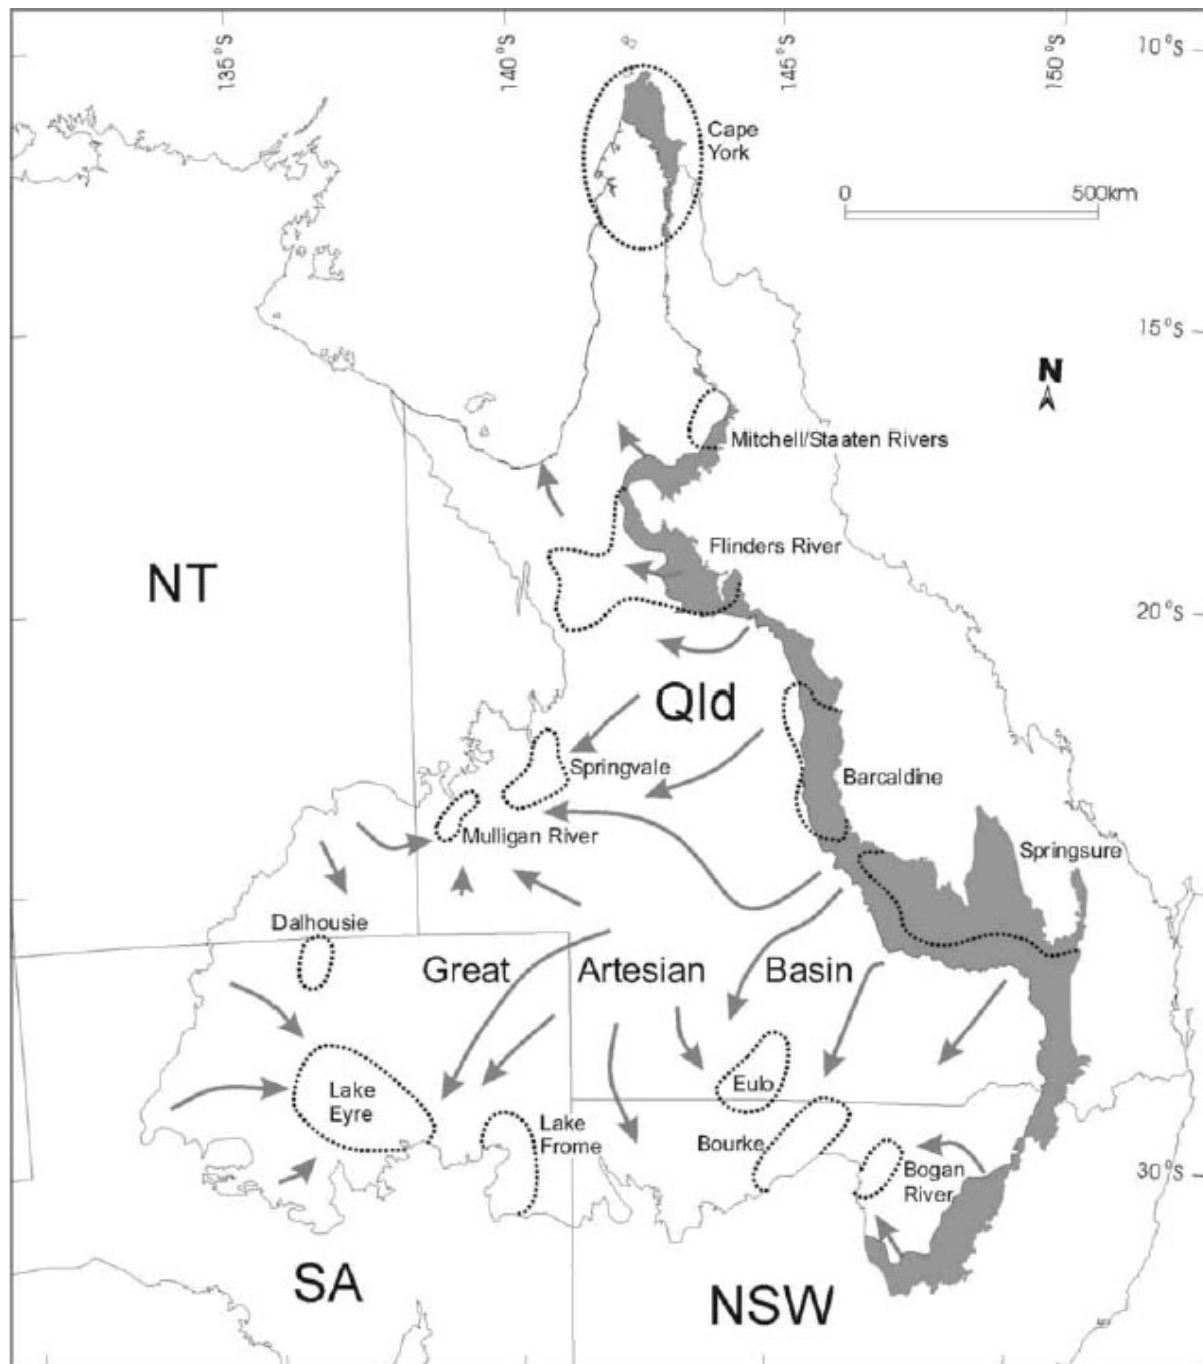 135°S
140°S
145°S
150°S
10°S
Cape
York
0
500km
15°S
N
Mitchell/Staaten Rivers
Flinders River
NT
20°S
Qld
Springvale
Barcaldine
Mulligan River
Springsure
Dalhousie
Great
Artesian
Basin
Eulo
Lake
Eyre
Lake
Frome
Bourke
Bogan
River
30°S
SA
NSW